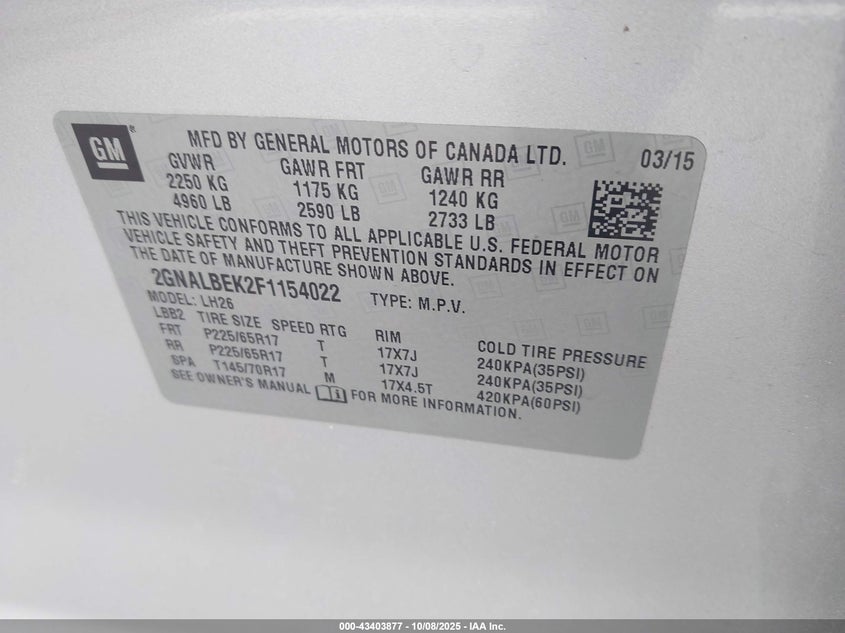 GM
MFD BY GENERAL MOTORS OF CANADA LTD. 03/15
GVWR GAWR FRT GAWR RR
2250 KG 1175 KG 1240 KG
4960 LB 2590 LB 2733 LB
THIS VEHICLE CONFORMS TO ALL APPLICABLE U.S. FEDERAL MOTOR
VEHICLE SAFETY AND THEFT PREVENTION STANDARDS IN EFFECT ON
THE DATE OF MANUFACTURE SHOWN ABOVE.
2GNALBEK2F1154022 TYPE: M.P.V.
MODEL: LH26
LBB2 TIRE SIZE SPEED RTG RIM COLD TIRE PRESSURE
FRT P225/65R17 T 17X7J 240KPA(35PSI)
RR P225/65R17 T 17X7J 240KPA(35PSI)
SPA T145/70R17 M 17X4.5T 420KPA(60PSI)
SEE OWNER'S MANUAL FOR MORE INFORMATION.
000-43403877 - 10/08/2025 - IAA Inc.